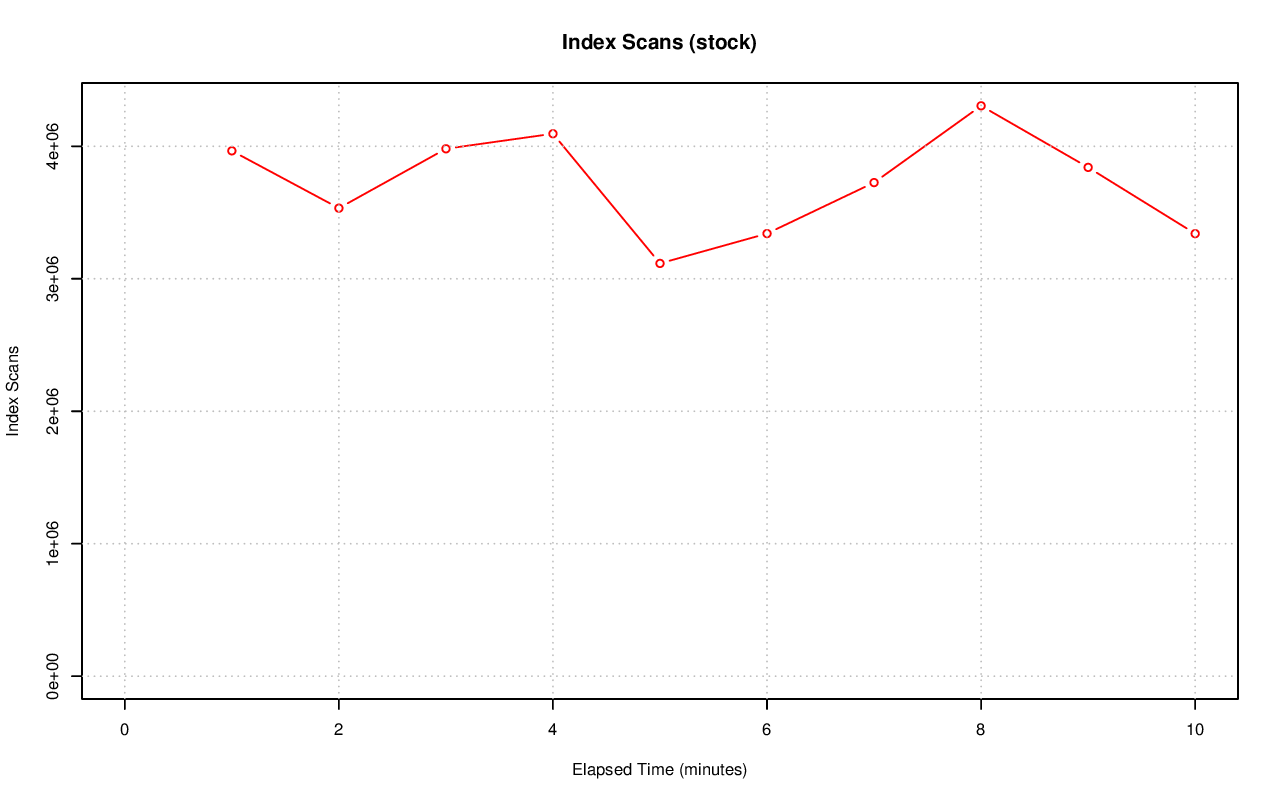 Index Scans (stock)
Index Scans
4e+06
3e+06
2e+06
1e+06
0e+00
0 2 4 6 8 10
Elapsed Time (minutes)